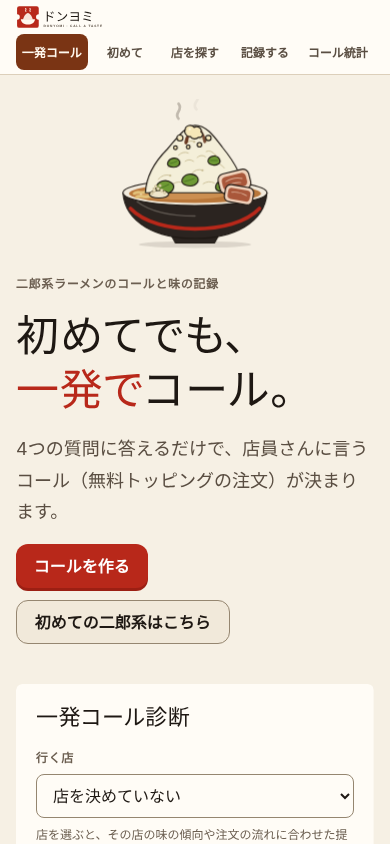 ドンヨミ
一発コール
初めて
店を探す
記録する
コール統計
二郎系ラーメンのコールと味の記録
初めてでも、
一発でコール。
4つの質問に答えるだけで、店員さんに言う
コール（無料トッピングの注文）が決まり
ます。
コールを作る
初めての二郎系はこちら
一発コール診断
行く店
店を決めていない
店を選ぶと、その店の味の傾向や注文の流れに合わせた提